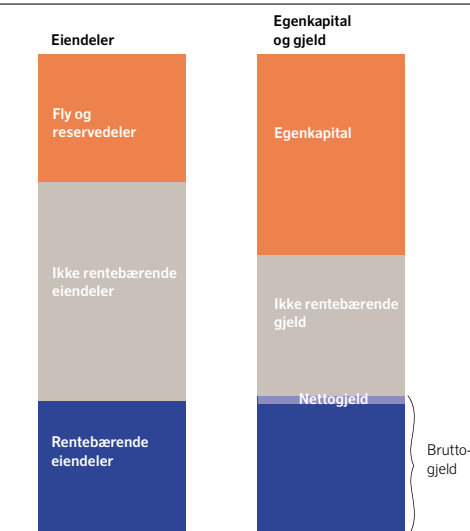 Eiendeler
Fly og
reservedeler
Ikke rentebærende
eiendeler
Rentebærende
eiendeler
Egenkapital
og gjeld
Egenkapital
Ikke rentebærende
gjeld
Nettogjeld
Brutto-
gjeld